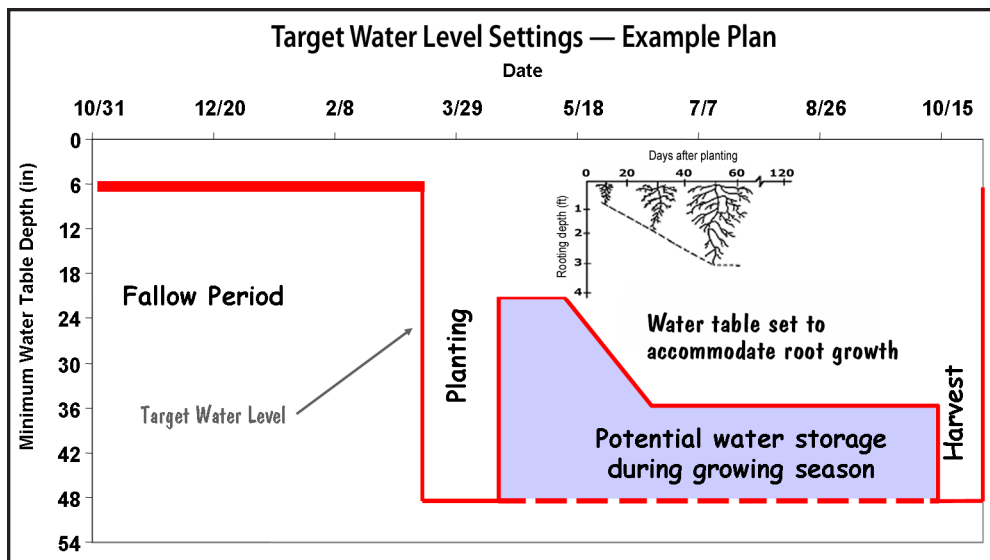 Target Water Level Settings — Example Plan
Date
10/31 12/20 2/8 3/29 5/18 7/7 8/26 10/15
Minimum Water Table Depth (in)
0
6
12
18
24
30
36
42
48
54
Days after planting
0 20 40 60 120
Rooting depth (ft)
1
2
3
4
Fallow Period
Target Water Level
Planting
Water table set to
accommodate root growth
Potential water storage
during growing season
Harvest